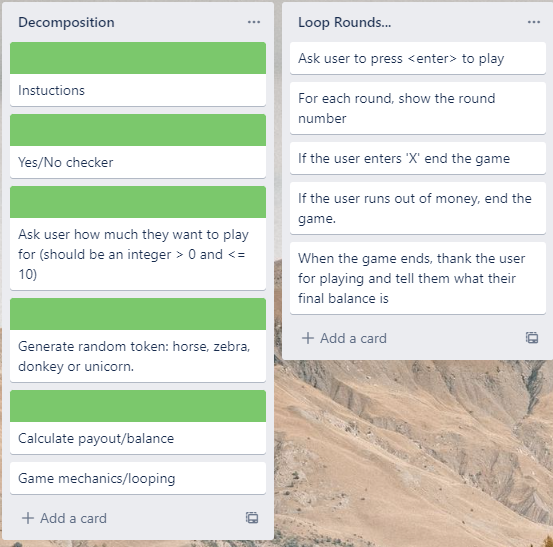 Decomposition
Instuctions
Yes/No checker
Ask user how much they want to play
for (should be an integer > 0 and <=
10)
Generate random token: horse, zebra,
donkey or unicorn.
Calculate payout/balance
Game mechanics/looping
+ Add a card
Loop Rounds...
Ask user to press <enter> to play
For each round, show the round
number
If the user enters 'X' end the game
If the user runs out of money, end the
game.
When the game ends, thank the user
for playing and tell them what their
final balance is
+ Add a card